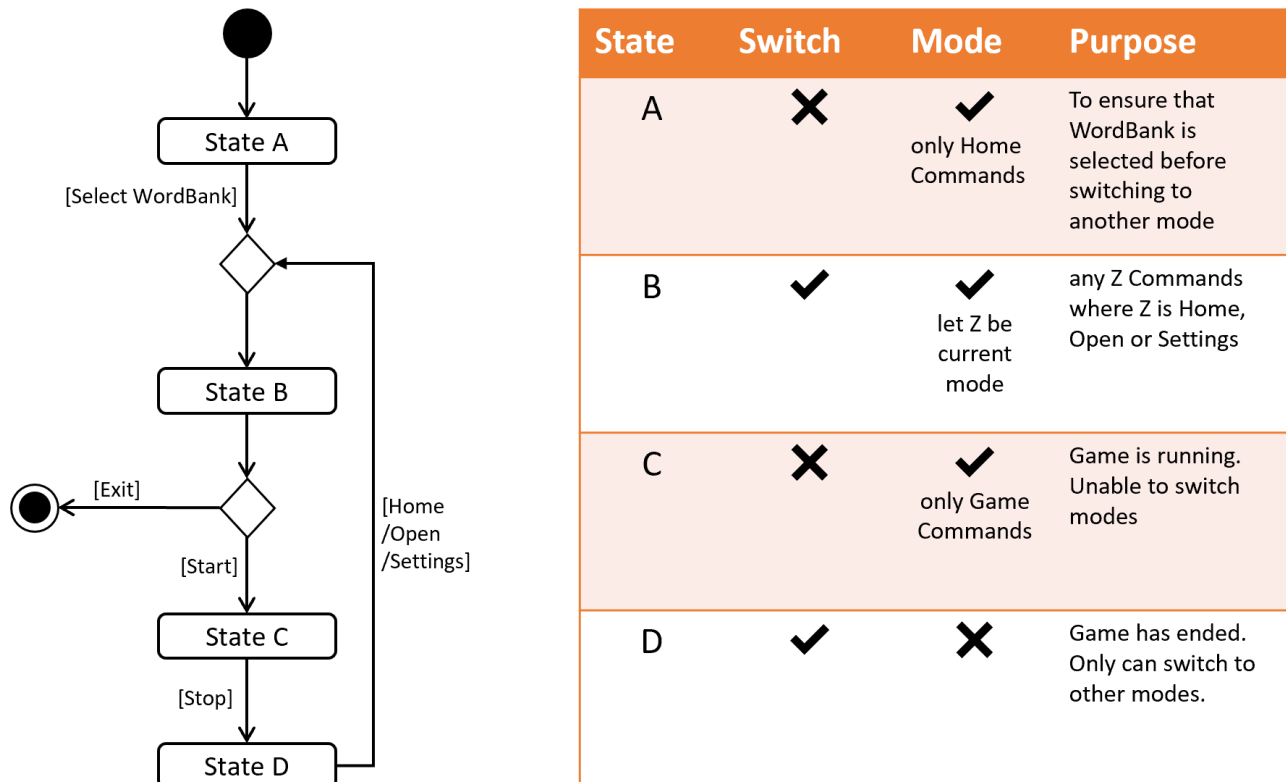 State A
[Select WordBank]
State B
[Exit]
[Home
/Open
/Settings]
[Start]
State C
[Stop]
State D
State Switch Mode Purpose
A
only Home
Commands
To ensure that
WordBank is
selected before
switching to
another mode
B
let Z be
current
mode
any Z Commands
where Z is Home,
Open or Settings
C
only Game
Commands
Game is running.
Unable to switch
modes
D
Game has ended.
Only can switch to
other modes.